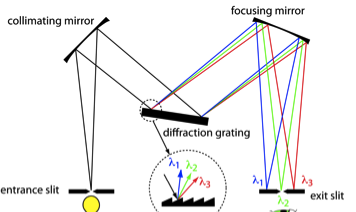 focusing mirror
collimating mirror
diffraction grating
λ1
λ2
λ3
entrance slit
λ1
λ3
exit slit
λ2